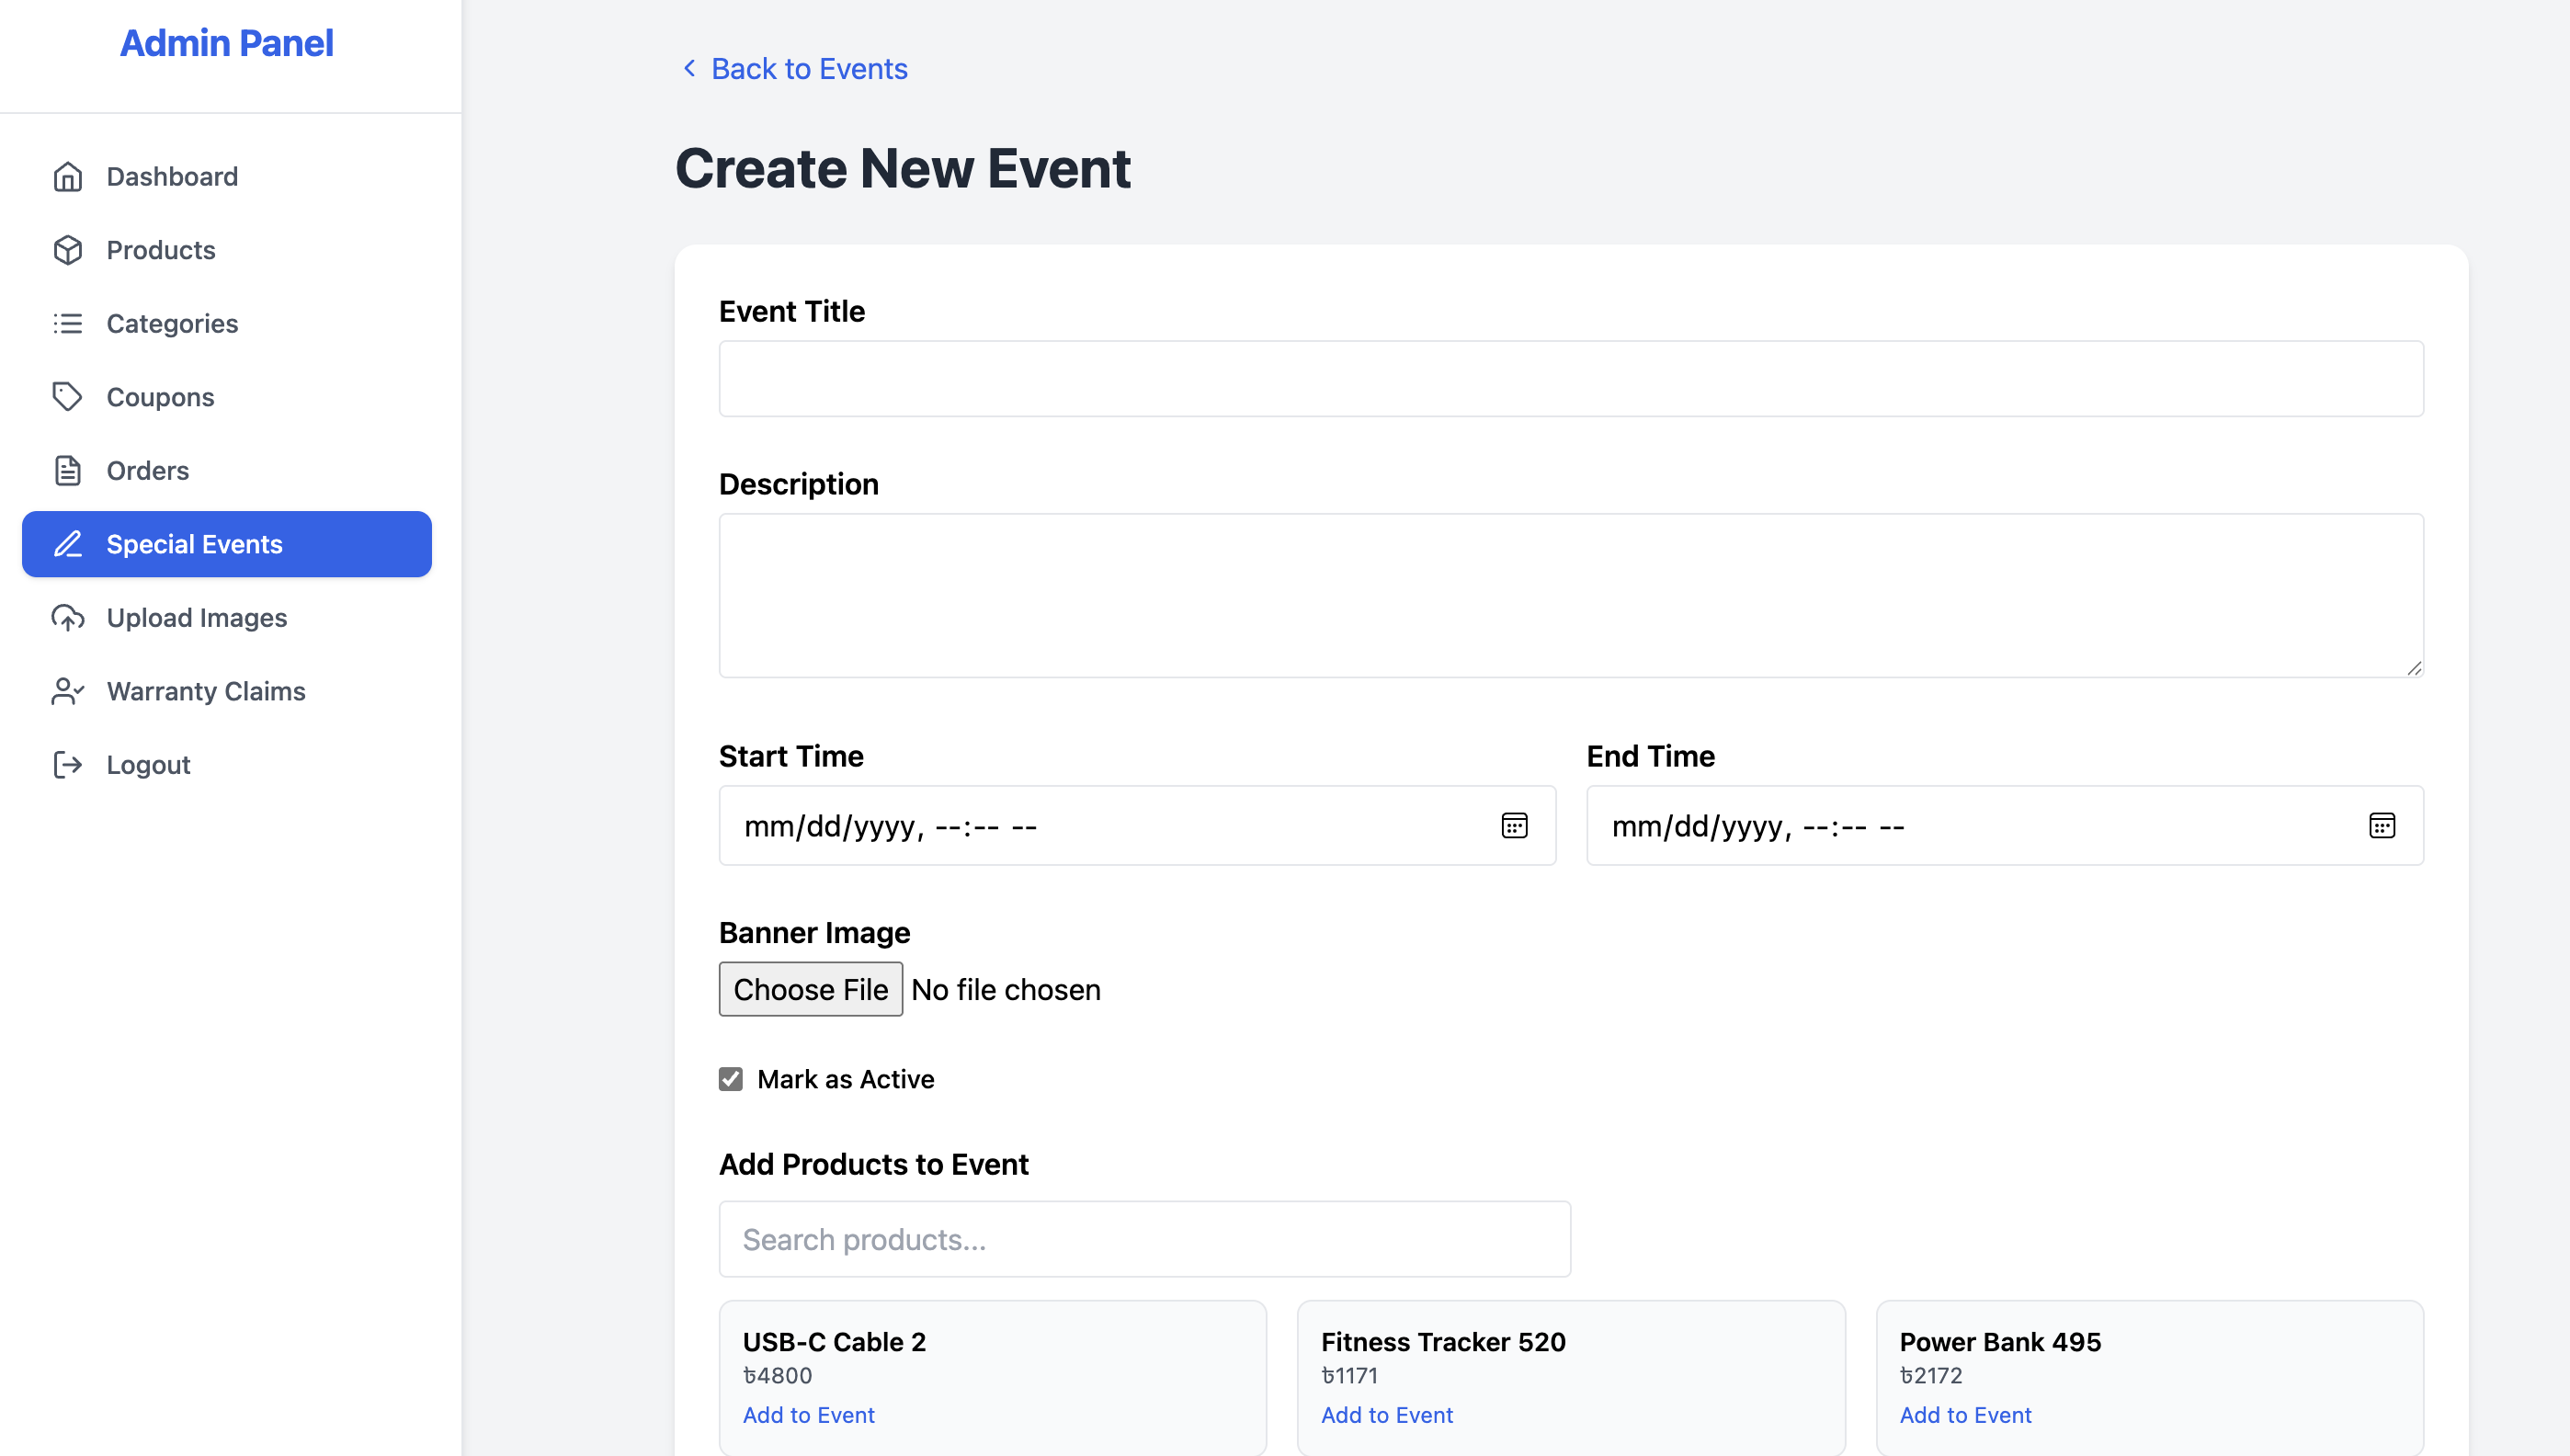 Admin Panel
Dashboard
Products
Categories
Coupons
Orders
Special Events
Upload Images
Warranty Claims
Logout
Back to Events
Create New Event
Event Title
Description
Start Time
mm/dd/yyyy, --:-- --
End Time
mm/dd/yyyy, --:-- --
Banner Image
Choose File No file chosen
Mark as Active
Add Products to Event
Search products...
USB-C Cable 2
৳4800
Add to Event
Fitness Tracker 520
৳1171
Add to Event
Power Bank 495
৳2172
Add to Event